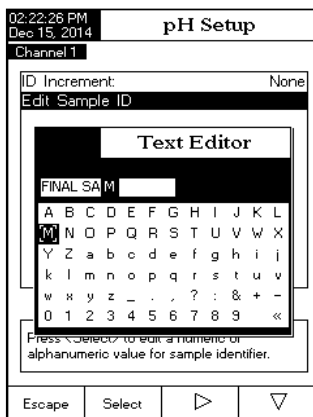 02:22:26 PM
Dec 15, 2014
pH Setup
Channel 1
ID Increment: None
Edit Sample ID
Text Editor
FINAL SAM
A B C D E F G H I J K L
M N O P Q R S T U V W X
Y Z a b c d e f g h i j
k l m n o p q r s t u v
w x y z _ . , ? : & + -
0 1 2 3 4 5 6 7 8 9 «
Press <Select> to edit a numeric or
alphanumeric value for sample identifier.
Escape Select